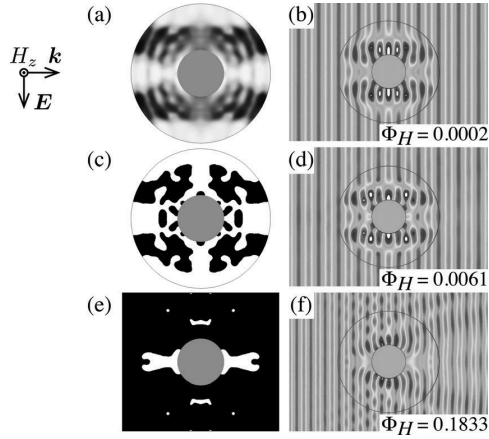 (a)
(b)
H_z k
E
Φ_H = 0.0002
(c)
(d)
Φ_H = 0.0061
(e)
(f)
Φ_H = 0.1833